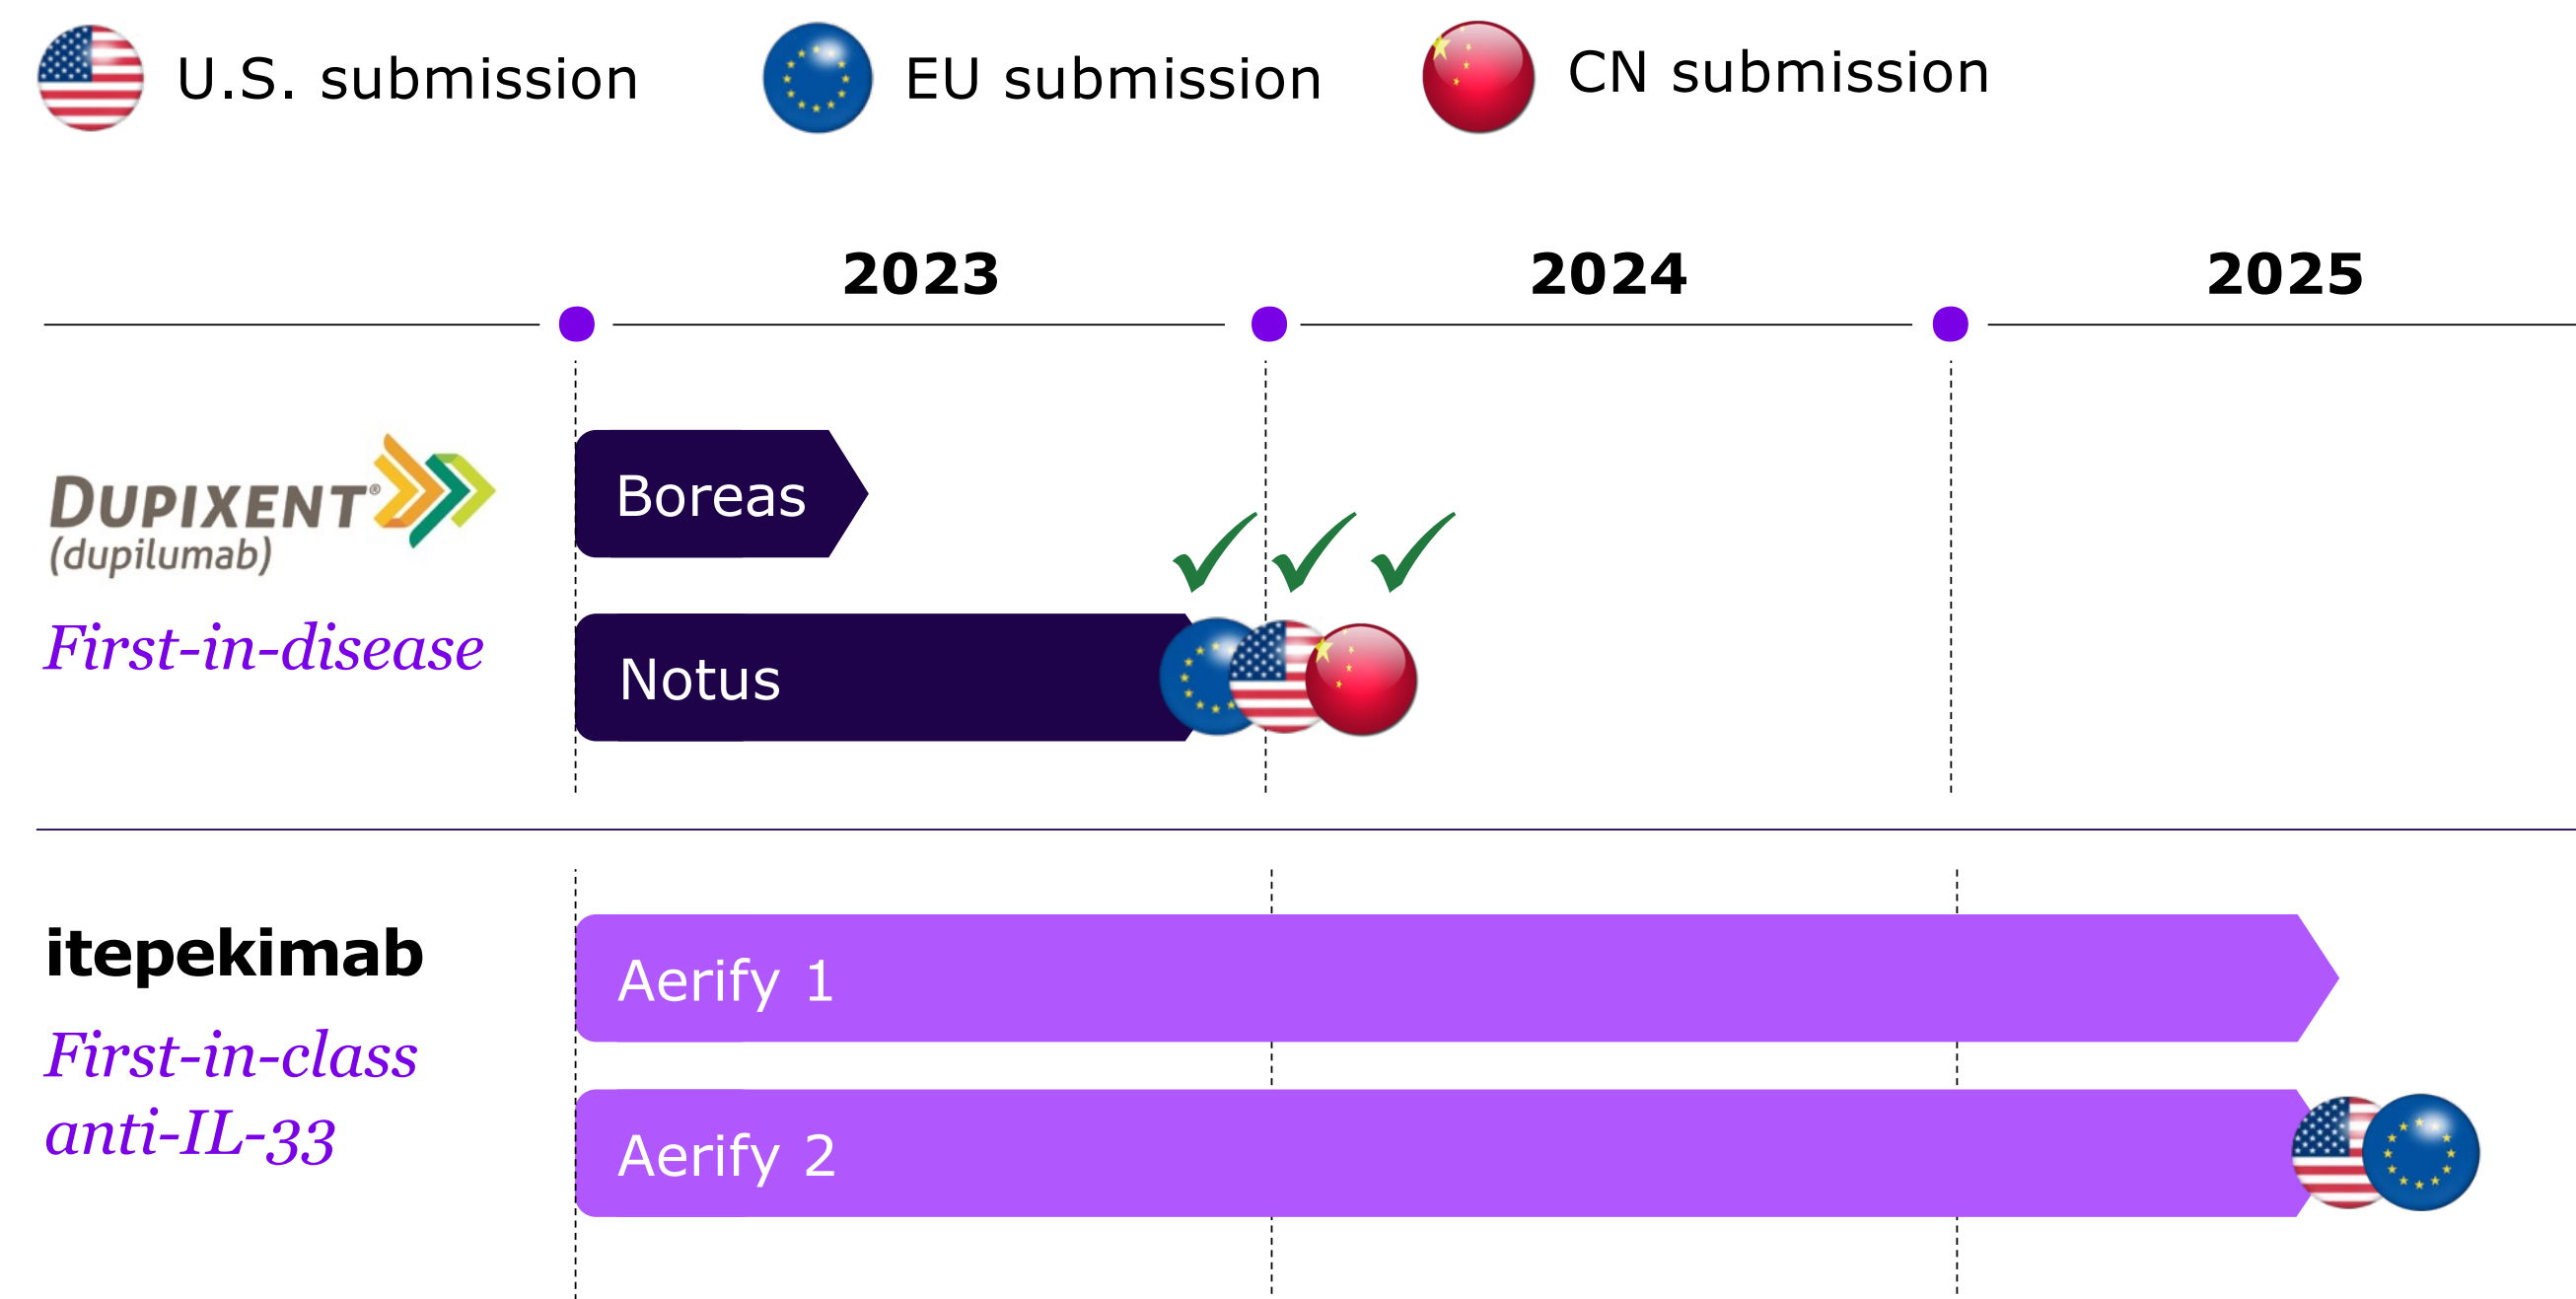 U.S. submission
EU submission
CN submission
2023
2024
2025
DUPIXENT®
(dupilumab)
First-in-disease
Boreas
Notus
itepekimab
First-in-class
anti-IL-33
Aerify 1
Aerify 2